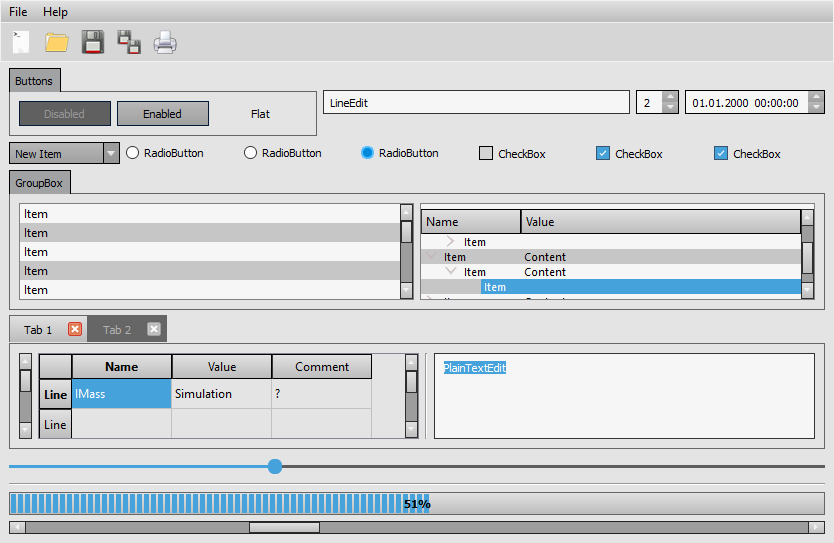 File Help
Buttons
Disabled Enabled Flat LineEdit 2 01.01.2000 00:00:00
New Item RadioButton RadioButton RadioButton CheckBox CheckBox CheckBox
GroupBox
Item
Item
Item
Item
Item
Name Value
Item
Item Content
Item Content
Item
Tab 1 Tab 2
Name Value Comment
Line IMass Simulation ?
Line
PlainTextEdit
51%